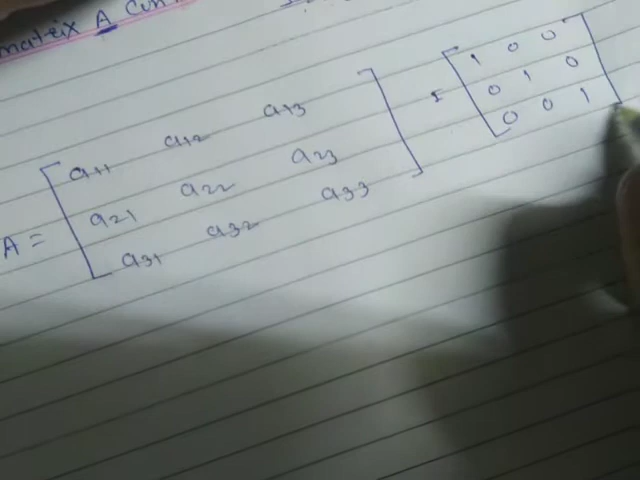 matrix A
A = [ a11 a12 a13
a21 a22 a23
a31 a32 a33 ]
I [ 1 0 0
0 1 0
0 0 1 ]